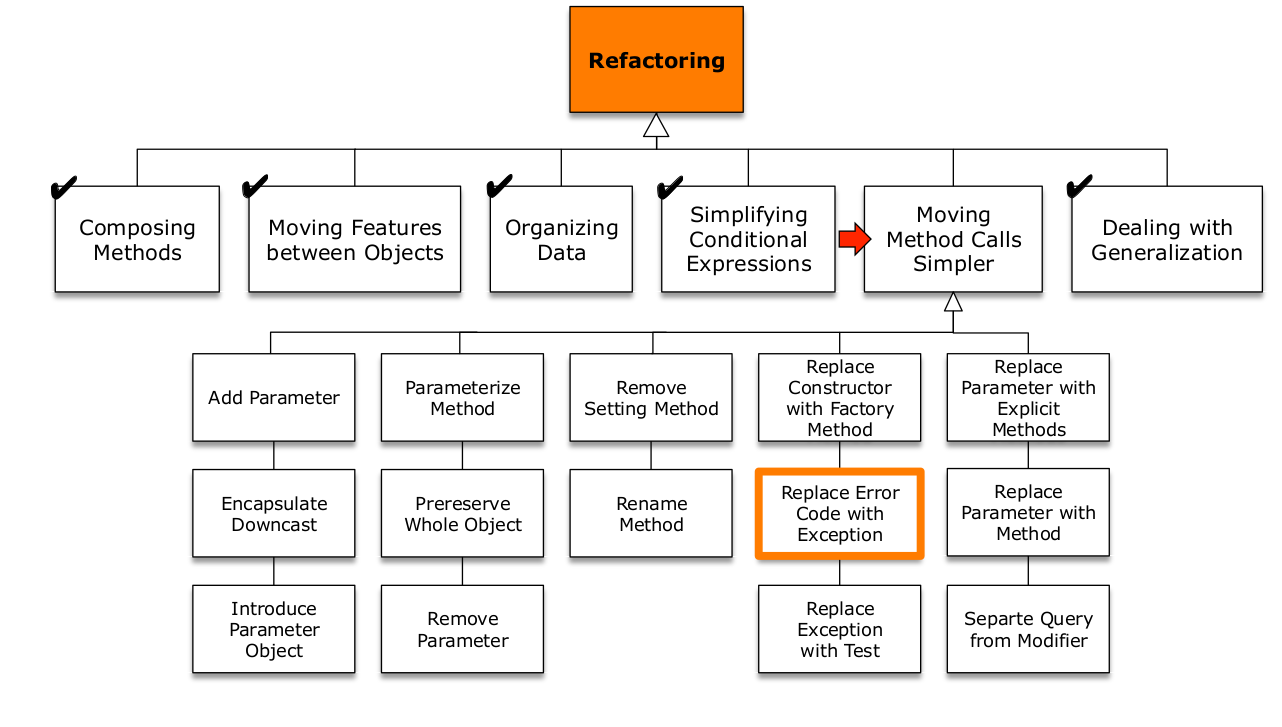 Refactoring
Composing
Methods
Moving Features
between Objects
Organizing
Data
Simplifying
Conditional
Expressions
Moving
Method Calls
Simpler
Dealing with
Generalization
Add Parameter
Parameterize
Method
Remove
Setting Method
Replace
Constructor
with Factory
Method
Replace
Parameter with
Explicit
Methods
Encapsulate
Downcast
Prereserve
Whole Object
Rename
Method
Replace Error
Code with
Exception
Replace
Parameter with
Method
Introduce
Parameter
Object
Remove
Parameter
Replace
Exception
with Test
Separte Query
from Modifier